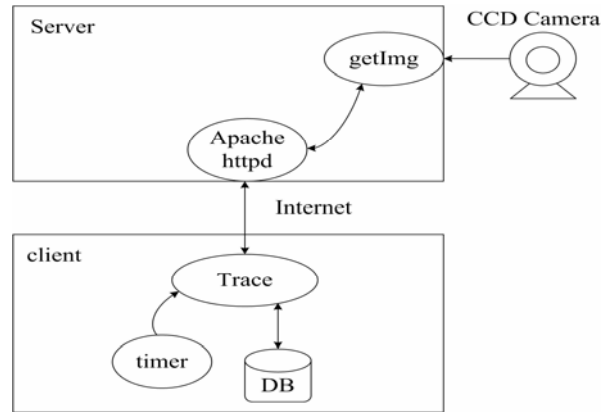 CCD Camera
Server
getImg
Apache
httpd
Internet
client
Trace
timer
DB